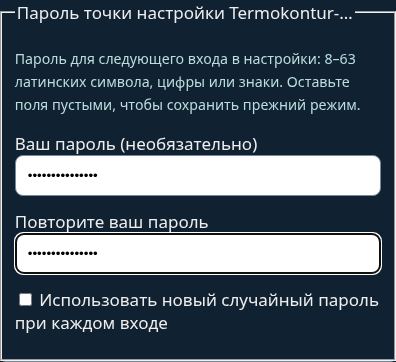 Пароль точки настройки Termokontur-...
Пароль для следующего входа в настройки: 8–63
латинских символа, цифры или знаки. Оставьте
поля пустыми, чтобы сохранить прежний режим.
Ваш пароль (необязательно)
•••••••••••••••
Повторите ваш пароль
•••••••••••••••
Использовать новый случайный пароль
при каждом входе